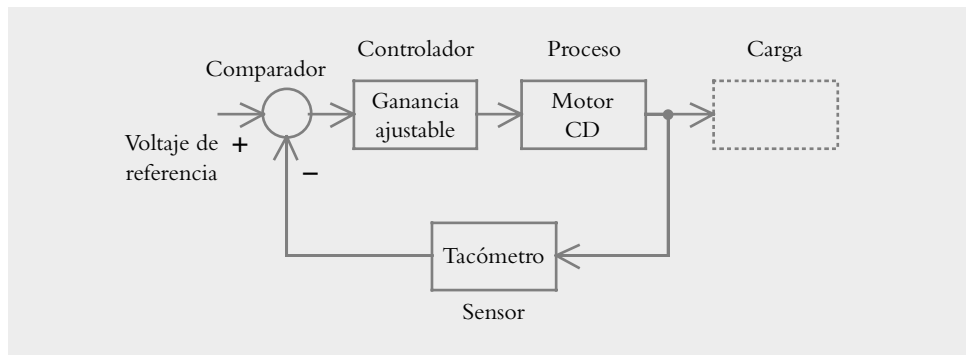 Controlador
Proceso
Carga
Comparador
Ganancia
ajustable
Motor
CD
Voltaje de
referencia
+
−
Tacómetro
Sensor